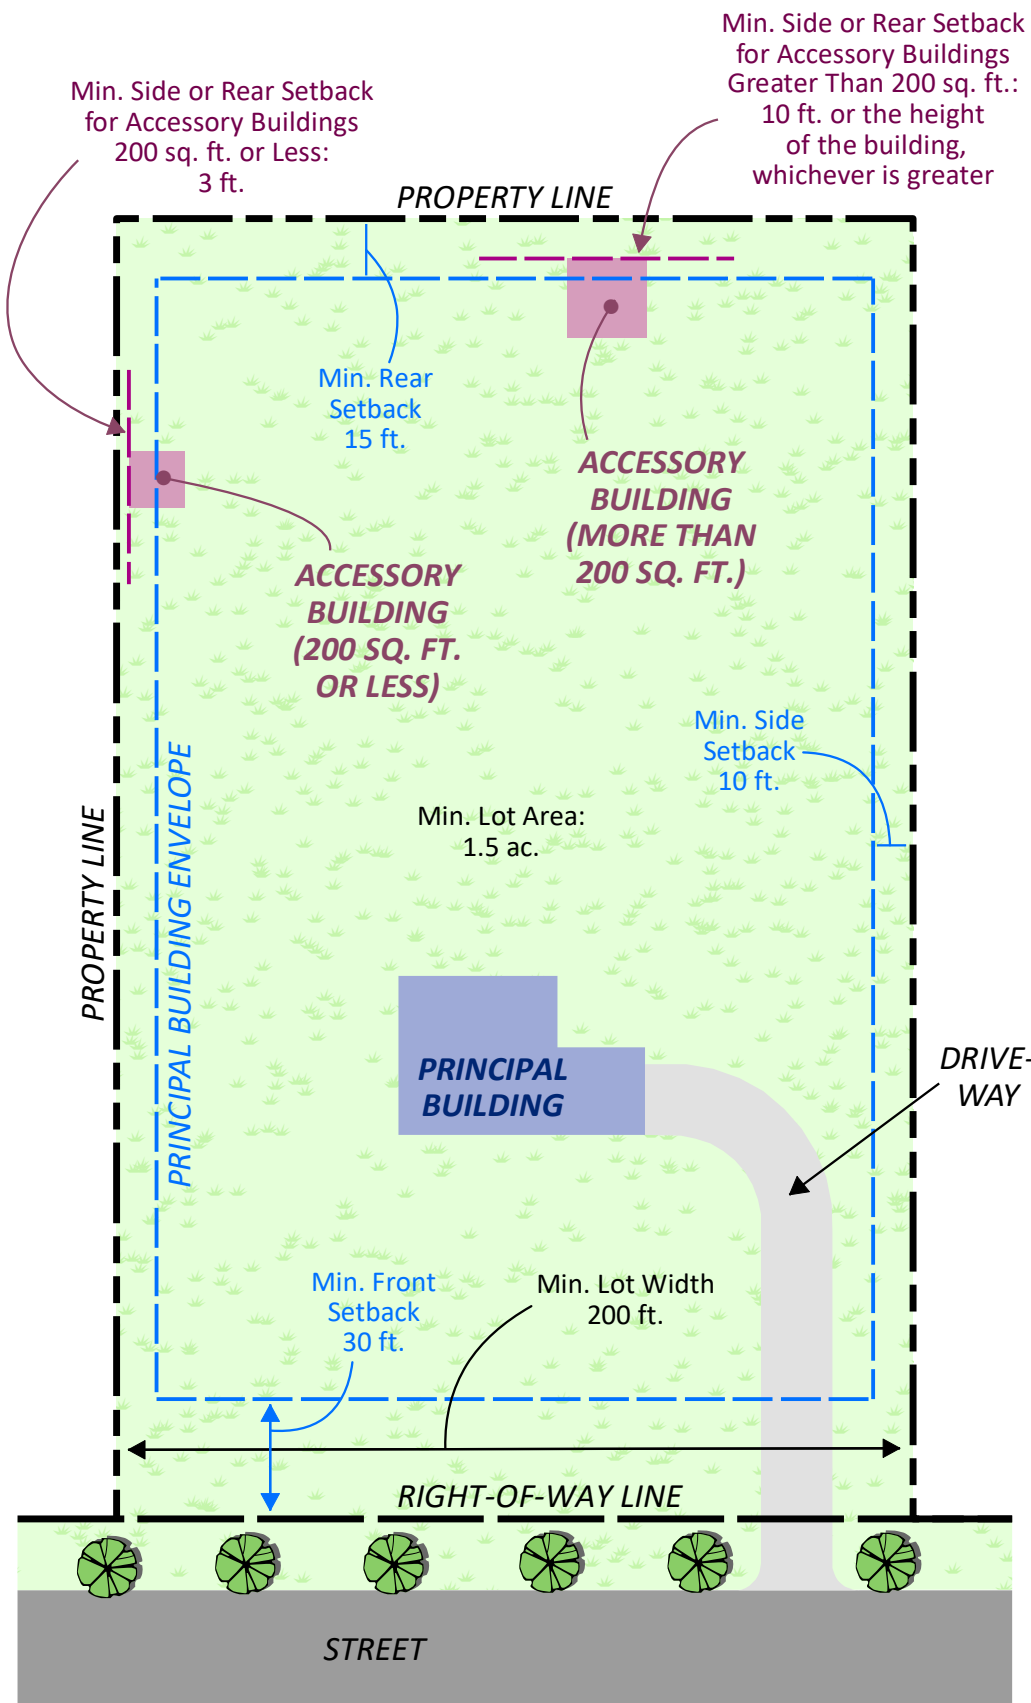 Min. Side or Rear Setback
for Accessory Buildings
Greater Than 200 sq. ft.:
10 ft. or the height
of the building,
whichever is greater
Min. Side or Rear Setback
for Accessory Buildings
200 sq. ft. or Less:
3 ft.
PROPERTY LINE
Min. Rear
Setback
15 ft.
ACCESSORY
BUILDING
(MORE THAN
200 SQ. FT.)
ACCESSORY
BUILDING
(200 SQ. FT.
OR LESS)
Min. Side
Setback
10 ft.
Min. Lot Area:
1.5 ac.
PROPERTY LINE
PRINCIPAL BUILDING ENVELOPE
PRINCIPAL
BUILDING
DRIVE-
WAY
Min. Front
Setback
30 ft.
Min. Lot Width
200 ft.
RIGHT-OF-WAY LINE
STREET